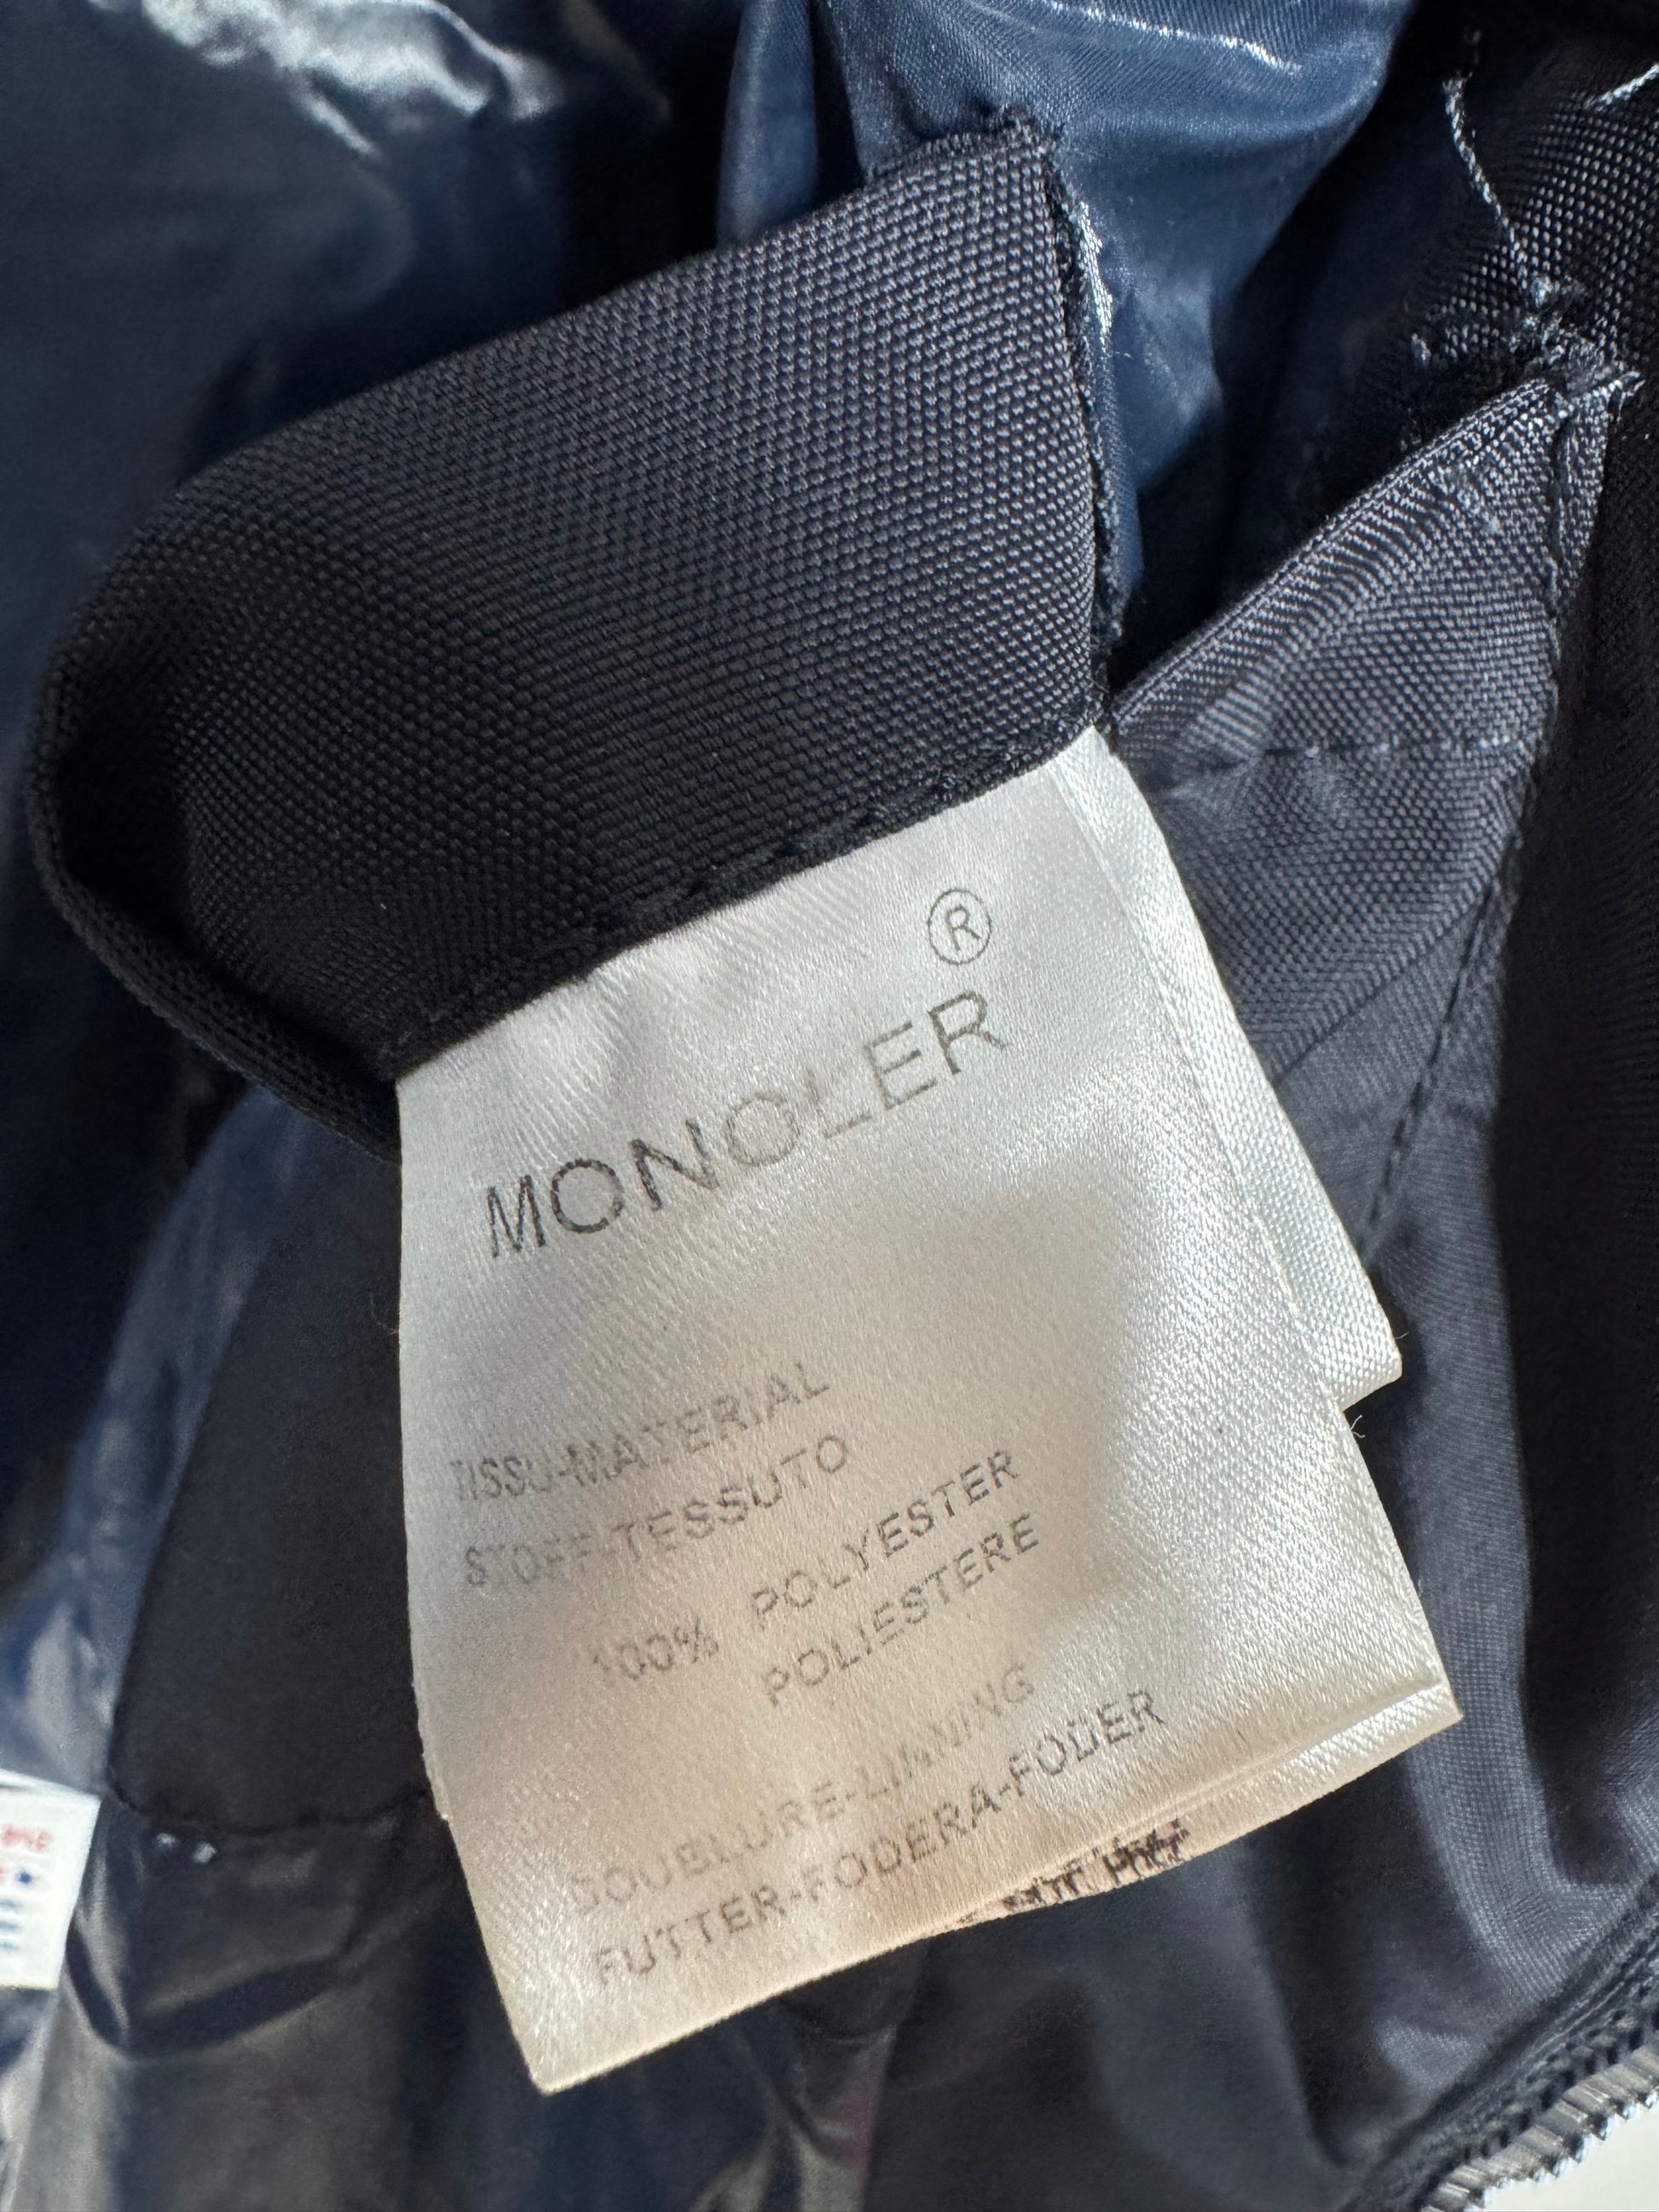 ®
MONCLER
TISSU-MATERIAL
STOFF-TESSUTO
100% POLYESTER
POLIESTERE
DOUBLURE-LINING
FUTTER-FODERA-FODER